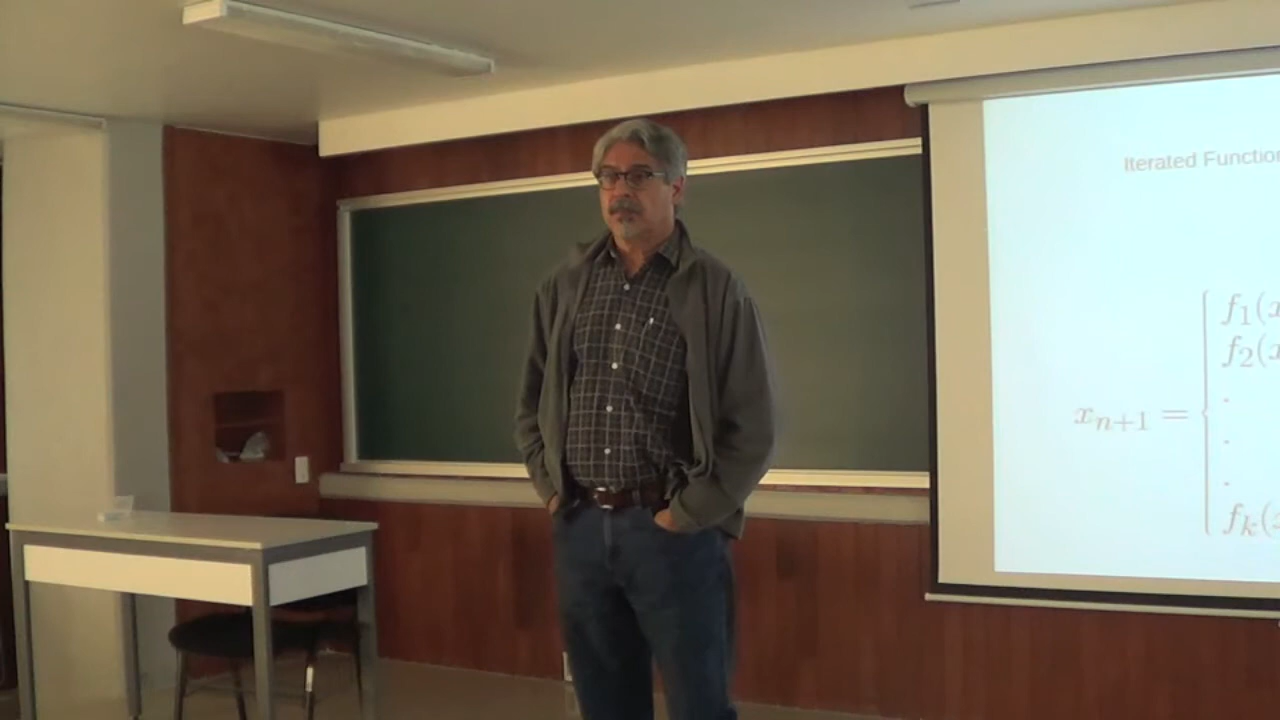 Iterated Function
f_1(x
f_2(x
.
x_{n+1} = {
.
.
f_k(x